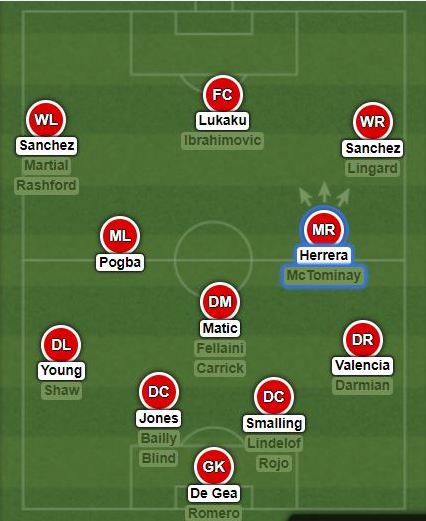 FC
Lukaku
Ibrahimovic
WL
Sanchez
Martial
Rashford
WR
Sanchez
Lingard
ML
Pogba
MR
Herrera
McTominay
DM
Matic
Fellaini
Carrick
DL
Young
Shaw
DR
Valencia
Darmian
DC
Jones
Bailly
Blind
DC
Smalling
Lindelof
Rojo
GK
De Gea
Romero